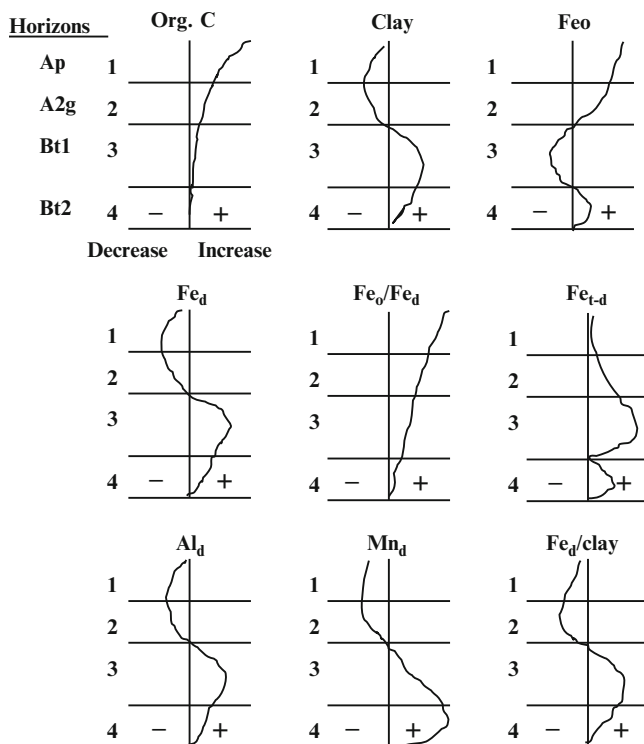 Horizons
Org. C
Clay
Feo
Ap 1 1 1
A2g 2 2 2
Bt1 3 3 3
Bt2 4 − + 4 − + 4 − +
Decrease Increase
Fed Feo/Fed Fet-d
1 1 1
2 2 2
3 3 3
4 − + 4 − + 4 − +
Ald Mnd Fed/clay
1 1 1
2 2 2
3 3 3
4 − + 4 − + 4 − +